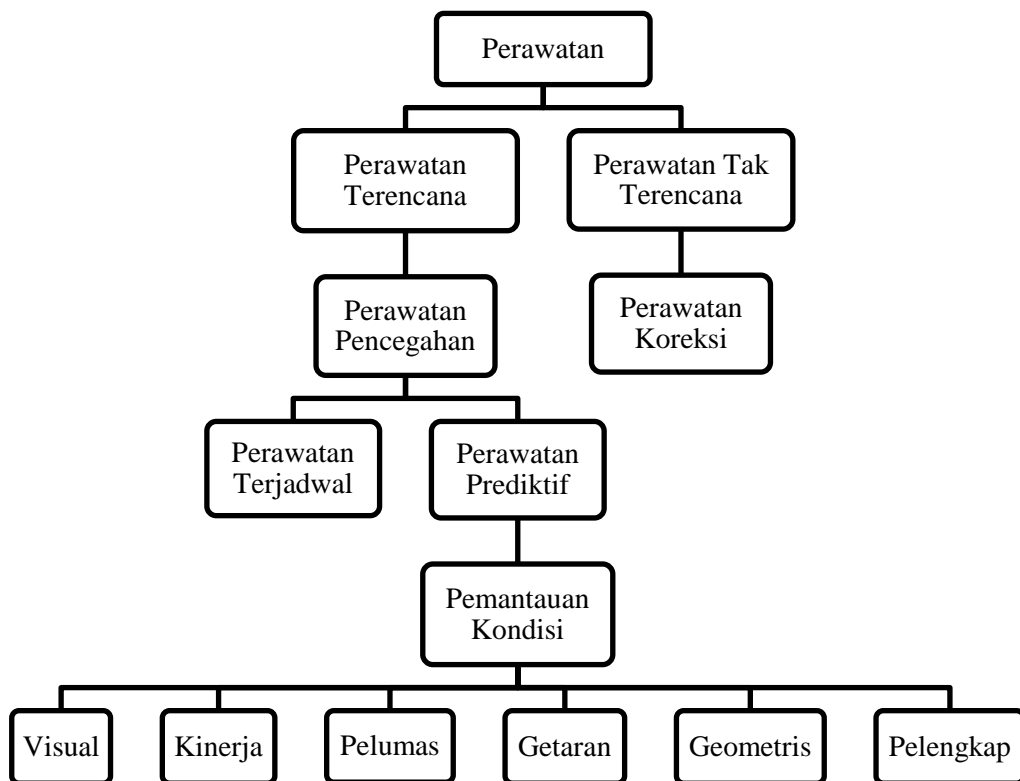 Perawatan
Perawatan
Terencana
Perawatan Tak
Terencana
Perawatan
Pencegahan
Perawatan
Koreksi
Perawatan
Terjadwal
Perawatan
Prediktif
Pemantauan
Kondisi
Visual
Kinerja
Pelumas
Getaran
Geometris
Pelengkap